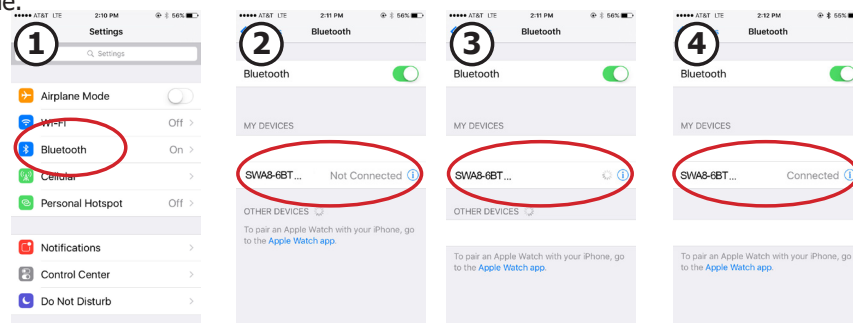 ne.
AT&T LTE 2:10 PM 56%
Settings
1
Settings
Airplane Mode
Wi-Fi Off
Bluetooth On
Cellular
Personal Hotspot Off
Notifications
Control Center
Do Not Disturb
AT&T LTE 2:11 PM 56%
Bluetooth
2
Bluetooth
MY DEVICES
SWA8-6BT... Not Connected
OTHER DEVICES
To pair an Apple Watch with your iPhone, go
to the Apple Watch app.
AT&T LTE 2:11 PM 56%
Bluetooth
3
Bluetooth
MY DEVICES
SWA8-6BT...
OTHER DEVICES
To pair an Apple Watch with your iPhone, go
to the Apple Watch app.
AT&T LTE 2:12 PM 55%
Bluetooth
4
Bluetooth
MY DEVICES
SWA8-6BT... Connected
To pair an Apple Watch with your iPhone, go
to the Apple Watch app.